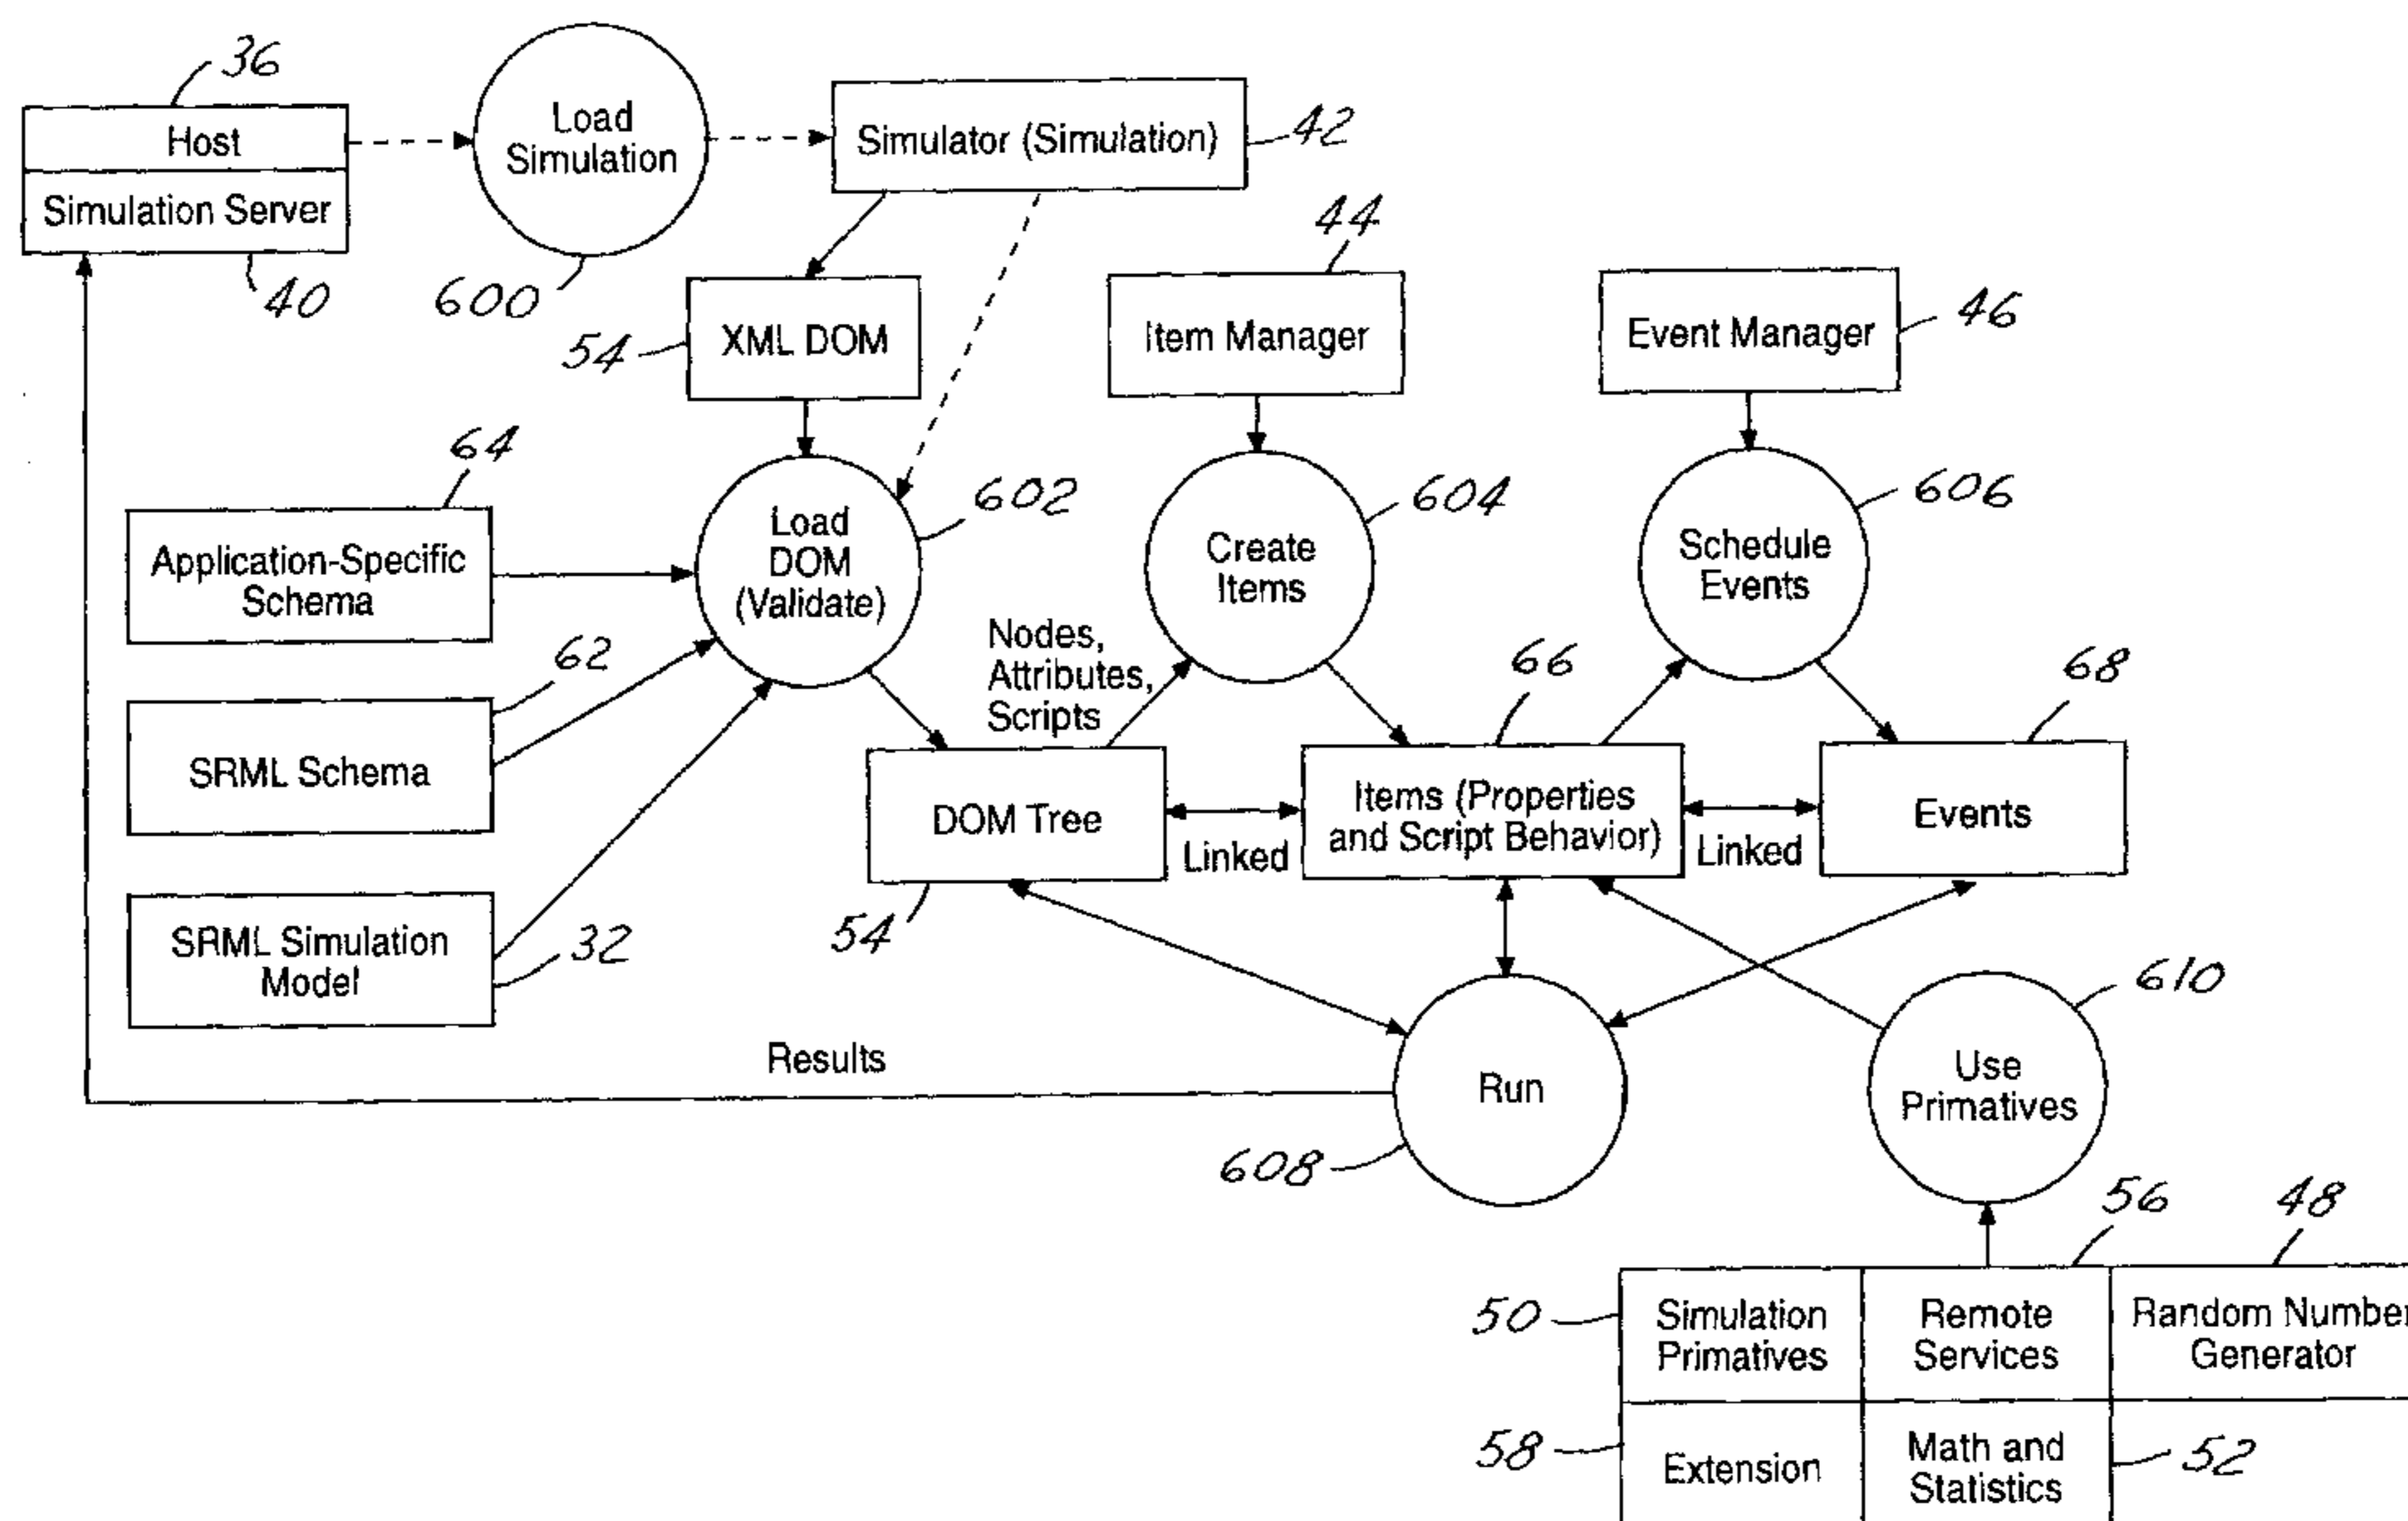 36
Host
Simulation Server
40
Load
Simulation
600
Simulator (Simulation)
42
XML DOM
54
44
Item Manager
Event Manager
46
64
Application-Specific
Schema
Load
DOM
(Validate)
602
Create
Items
604
Schedule
Events
606
Nodes,
Attributes,
Scripts
62
SRML Schema
66
68
DOM Tree
54
Linked
Items (Properties
and Script Behavior)
Linked
Events
SRML Simulation
Model
32
Results
Run
608
Use
Primatives
610
56
48
50
Simulation
Primatives
Remote
Services
Random Number
Generator
58
Extension
Math and
Statistics
52